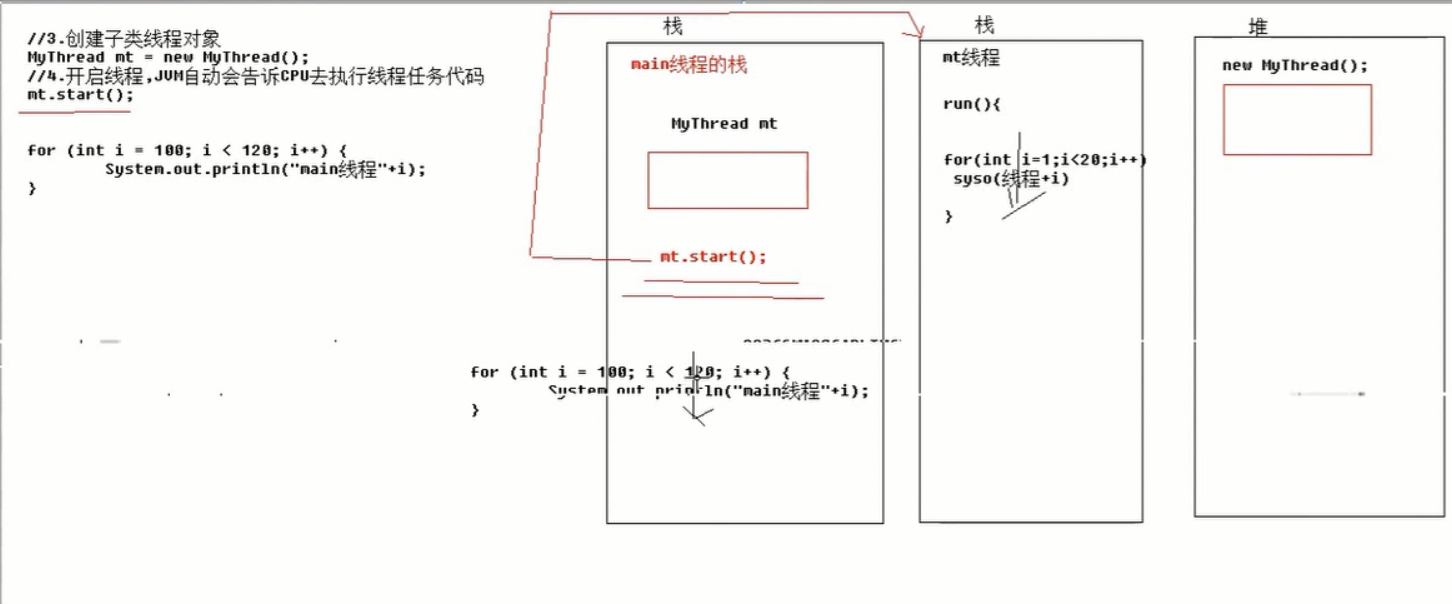 //3.创建子类线程对象
MyThread mt = new MyThread();
//4.开启线程,JVM自动会告诉CPU去执行线程任务代码
mt.start();
for (int i = 100; i < 120; i++) {
System.out.println("main线程"+i);
}
栈
main线程的栈
MyThread mt
mt.start();
for (int i = 100; i < 120; i++) {
System.out.println("main线程"+i);
}
栈
mt线程
run(){
for(int i=1;i<20;i++)
syso(线程+i)
}
堆
new MyThread();